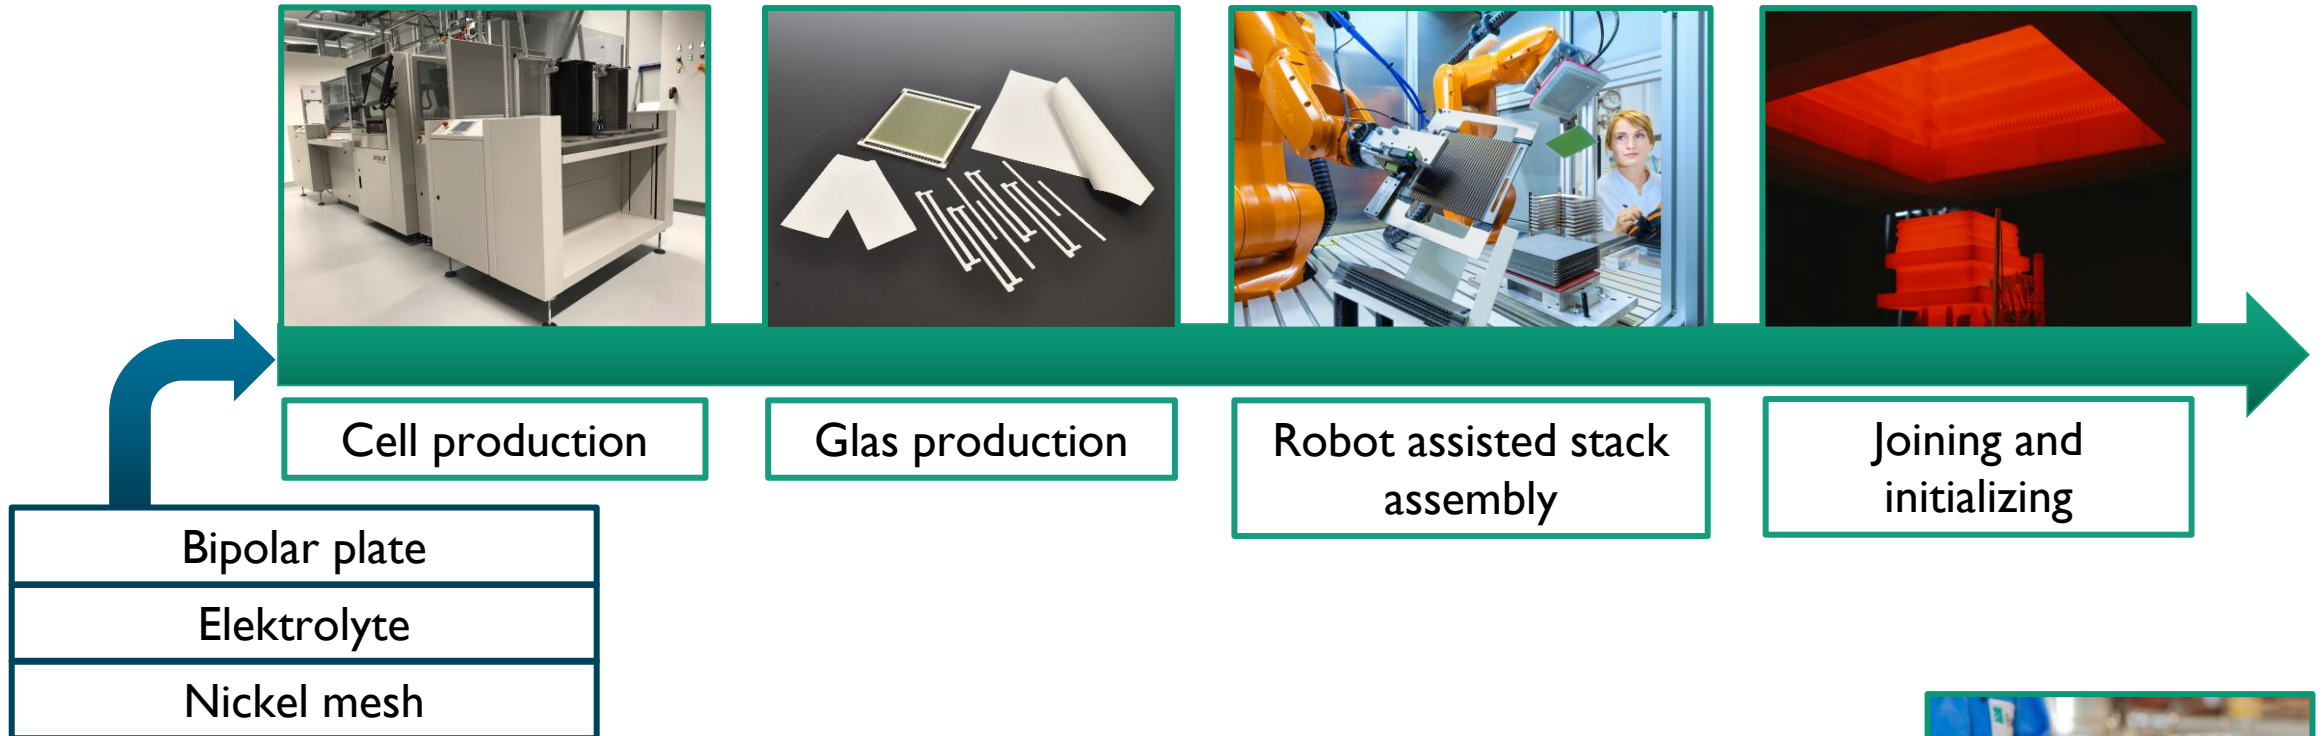 Cell production
Glas production
Robot assisted stack
assembly
Joining and
initializing
Bipolar plate
Elektrolyte
Nickel mesh